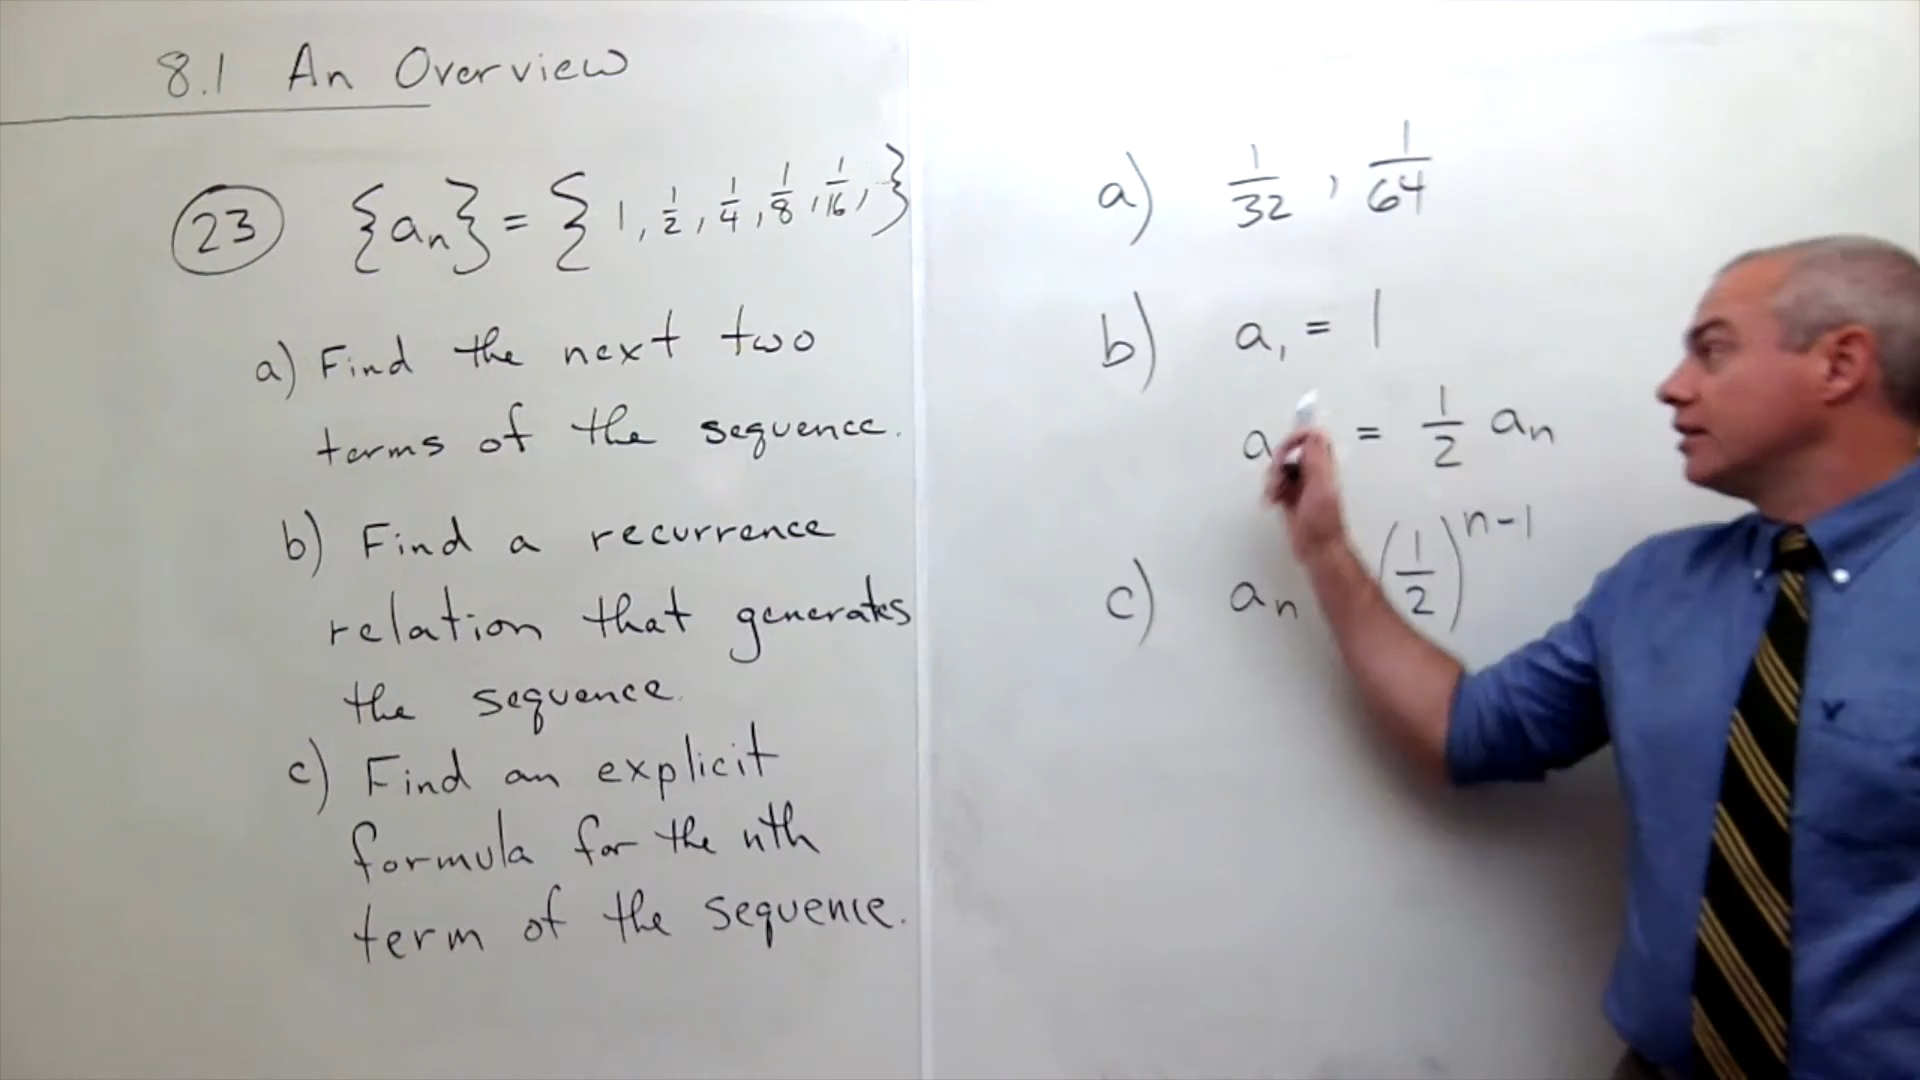 8.1 An Overview
23 {aₙ} = {1, 1/2, 1/4, 1/8, 1/16, ...}
a) Find the next two
terms of the sequence.
b) Find a recurrence
relation that generates
the sequence.
c) Find an explicit
formula for the nth
term of the sequence.
a) 1/32, 1/64
b) a₁ = 1
a = 1/2 aₙ
c) aₙ (1/2)ⁿ⁻¹